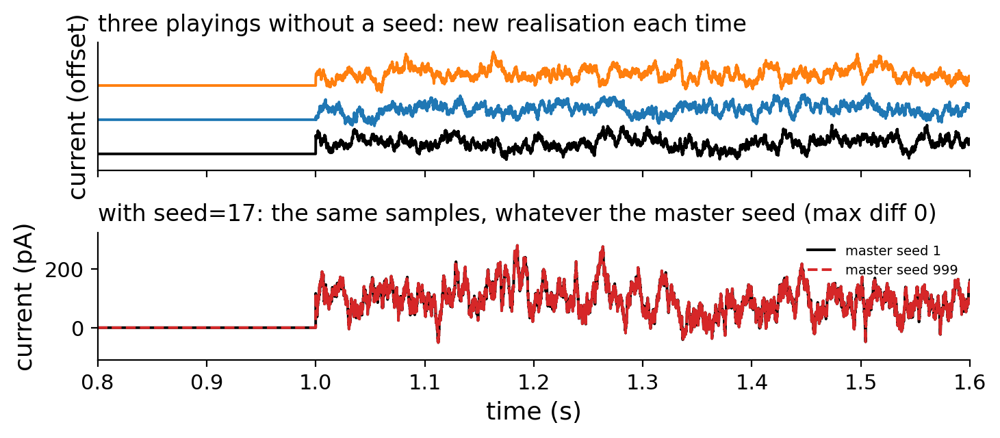 three playings without a seed: new realisation each time
current (offset)
with seed=17: the same samples, whatever the master seed (max diff 0)
current (pA)
200
0
master seed 1
master seed 999
0.8 0.9 1.0 1.1 1.2 1.3 1.4 1.5 1.6
time (s)